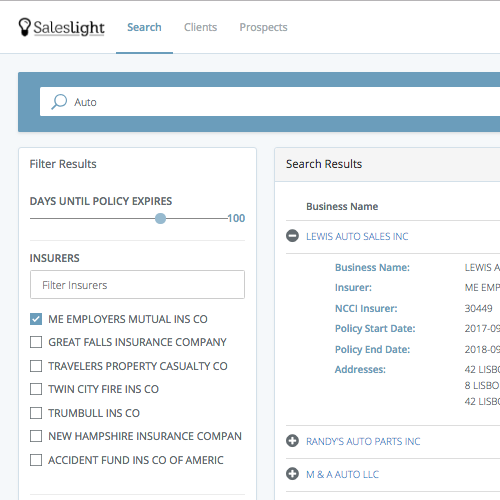 Saleslight
Search
Clients
Prospects
Auto
Filter Results
DAYS UNTIL POLICY EXPIRES
100
INSURERS
Filter Insurers
ME EMPLOYERS MUTUAL INS CO
GREAT FALLS INSURANCE COMPANY
TRAVELERS PROPERTY CASUALTY CO
TWIN CITY FIRE INS CO
TRUMBULL INS CO
NEW HAMPSHIRE INSURANCE COMPAN
ACCIDENT FUND INS CO OF AMERIC
Search Results
Business Name
LEWIS AUTO SALES INC
Business Name: LEWIS A
Insurer: ME EMP
NCCI Insurer: 30449
Policy Start Date: 2017-09
Policy End Date: 2018-09
Addresses: 42 LISBO
8 LISBO
42 LISB
RANDY'S AUTO PARTS INC
M & A AUTO LLC